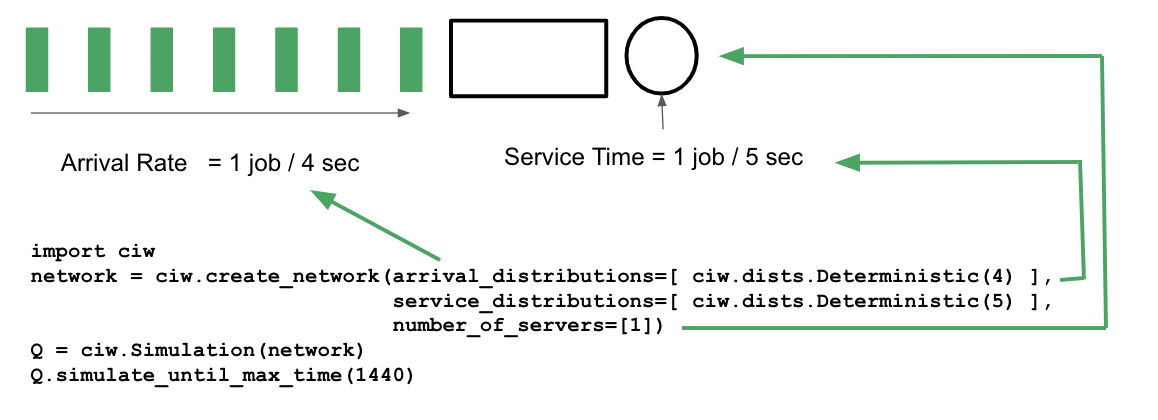 Arrival Rate = 1 job / 4 sec
Service Time = 1 job / 5 sec
import ciw
network = ciw.create_network(arrival_distributions=[ ciw.dists.Deterministic(4) ],
service_distributions=[ ciw.dists.Deterministic(5) ],
number_of_servers=[1])
Q = ciw.Simulation(network)
Q.simulate_until_max_time(1440)